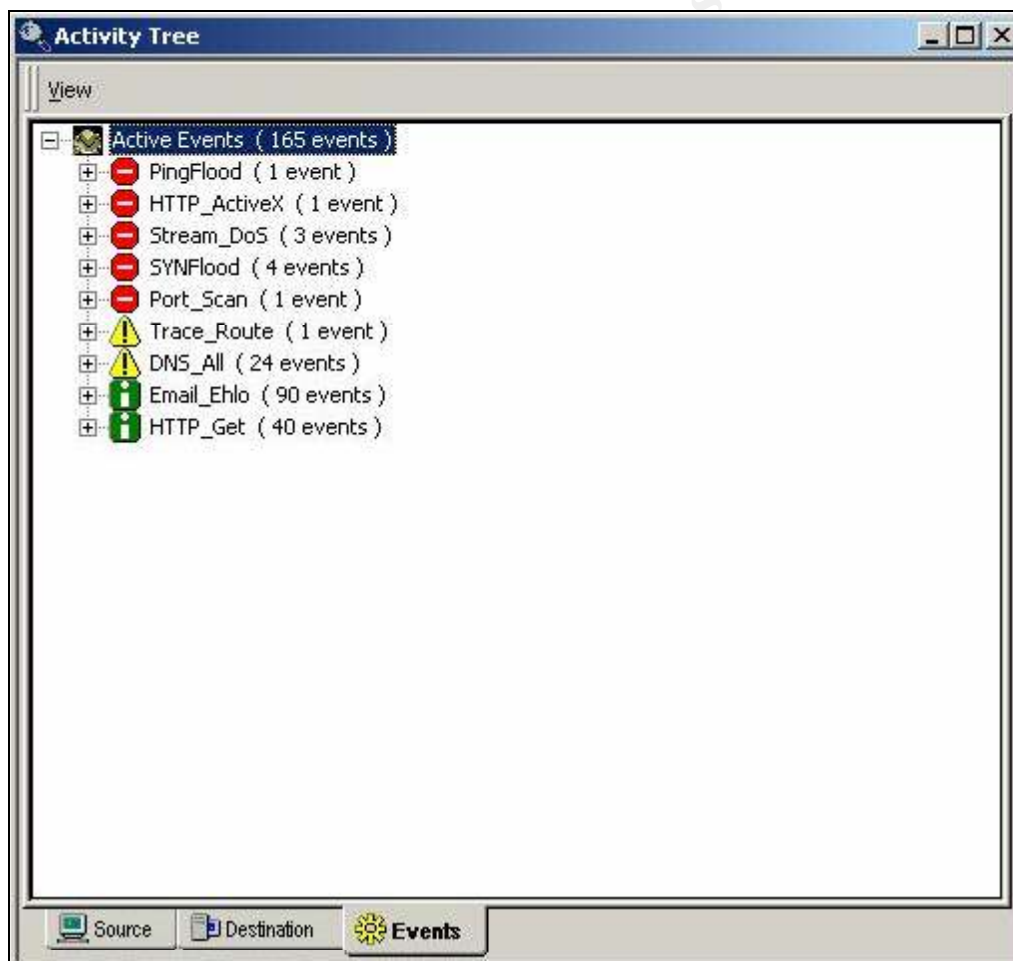 Activity Tree
View
Active Events ( 165 events )
PingFlood ( 1 event )
HTTP_ActiveX ( 1 event )
Stream_DoS ( 3 events )
SYNFlood ( 4 events )
Port_Scan ( 1 event )
Trace_Route ( 1 event )
DNS_All ( 24 events )
Email_Ehlo ( 90 events )
HTTP_Get ( 40 events )
Source Destination Events